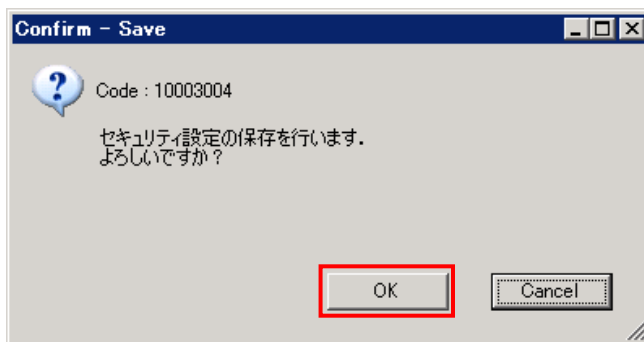 Confirm - Save
Code : 10003004
セキュリティ設定の保存を行います.
よろしいですか？
OK
Cancel